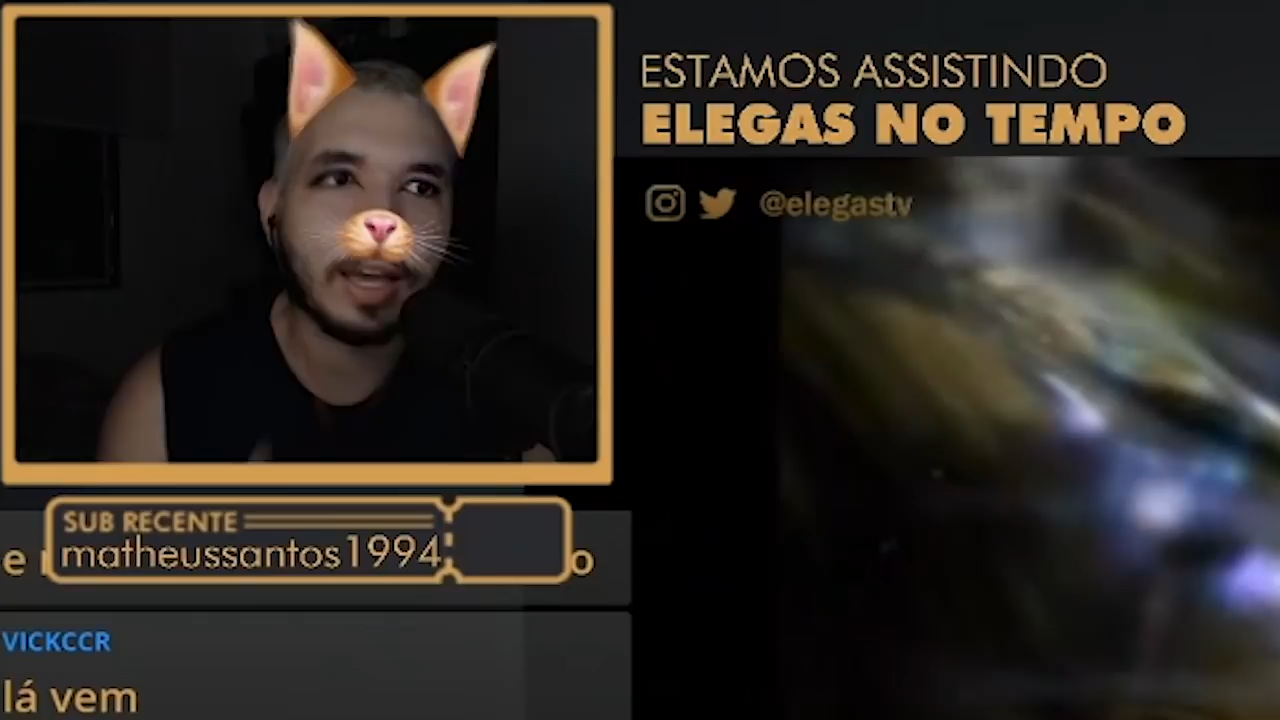 ESTAMOS ASSISTINDO
ELEGAS NO TEMPO
@elegastv
SUB RECENTE
matheussantos1994
e
o
VICKCCR
lá vem